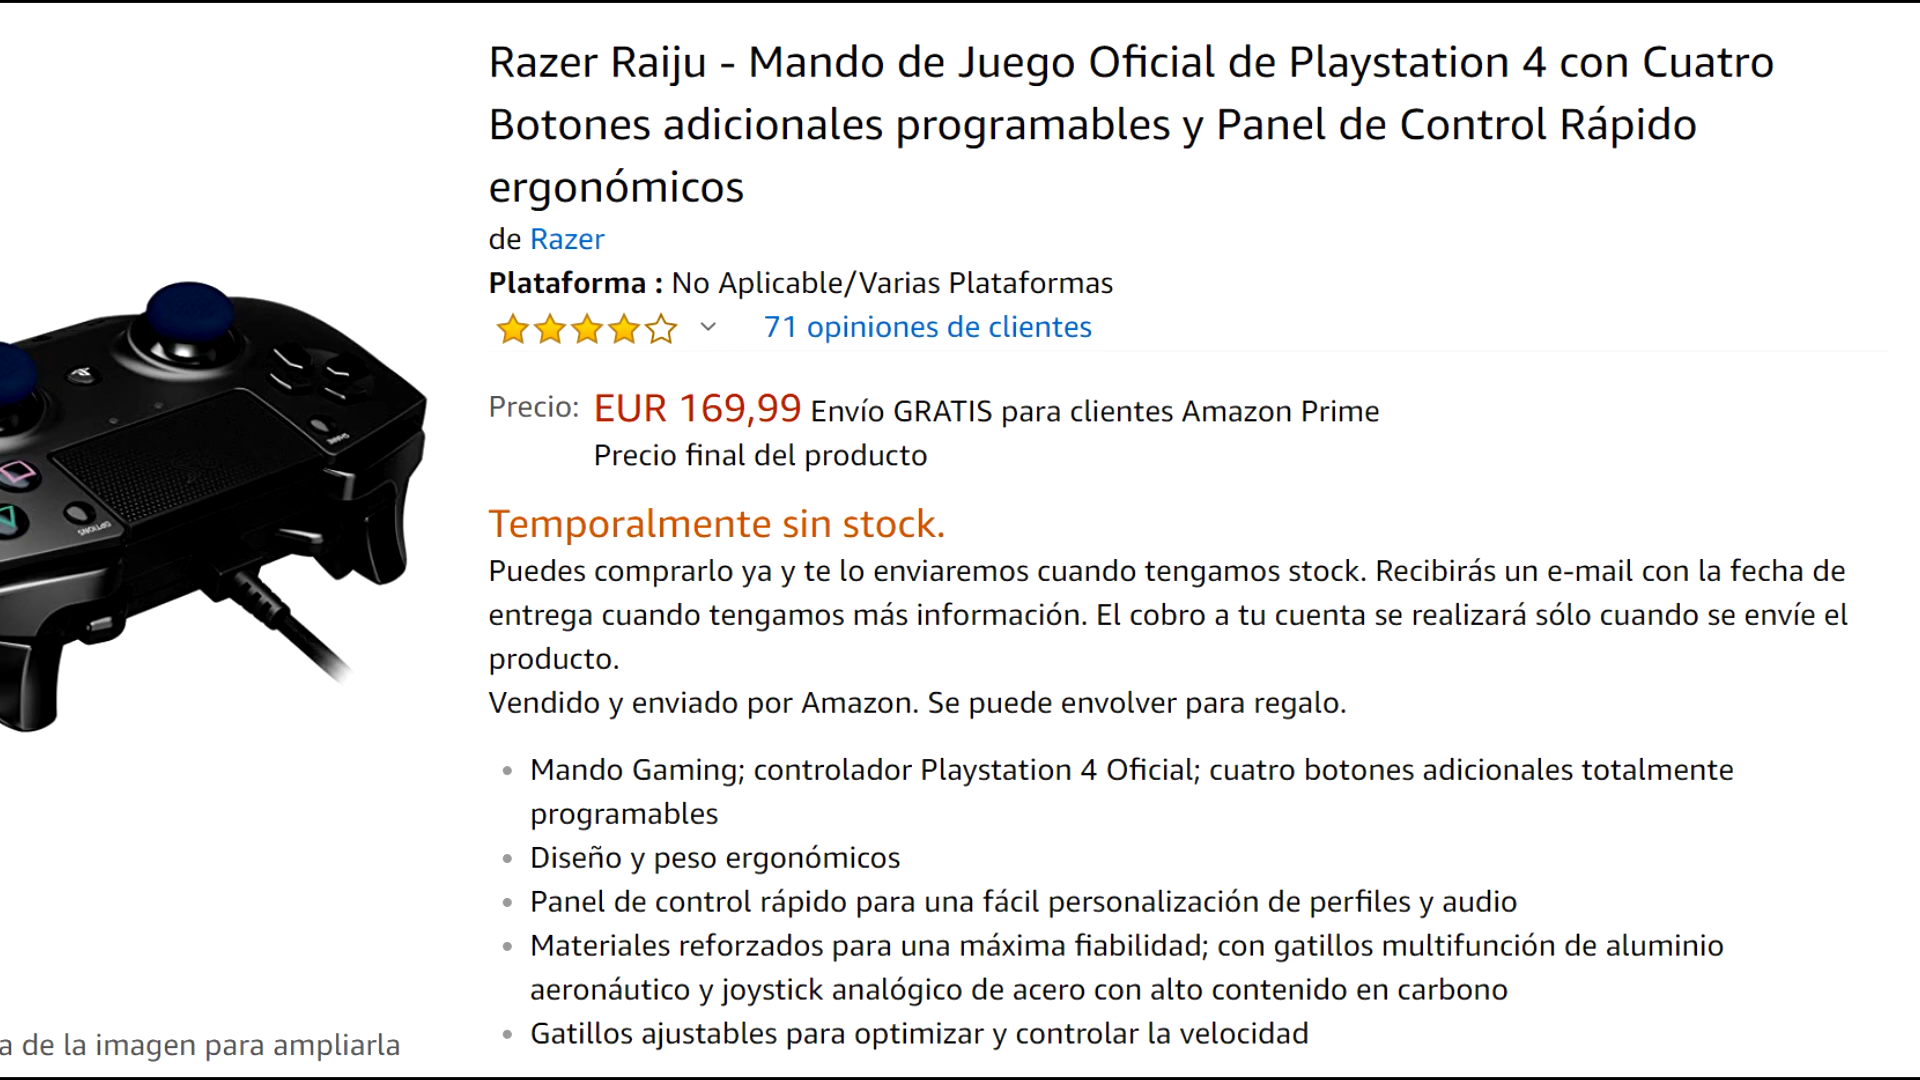 Razer Raiju - Mando de Juego Oficial de Playstation 4 con Cuatro
Botones adicionales programables y Panel de Control Rápido
ergonómicos
de Razer
Plataforma : No Aplicable/Varias Plataformas
71 opiniones de clientes
Precio: EUR 169,99 Envío GRATIS para clientes Amazon Prime
Precio final del producto
Temporalmente sin stock.
Puedes comprarlo ya y te lo enviaremos cuando tengamos stock. Recibirás un e-mail con la fecha de
entrega cuando tengamos más información. El cobro a tu cuenta se realizará sólo cuando se envíe el
producto.
Vendido y enviado por Amazon. Se puede envolver para regalo.
Mando Gaming; controlador Playstation 4 Oficial; cuatro botones adicionales totalmente
programables
Diseño y peso ergonómicos
Panel de control rápido para una fácil personalización de perfiles y audio
Materiales reforzados para una máxima fiabilidad; con gatillos multifunción de aluminio
aeronáutico y joystick analógico de acero con alto contenido en carbono
Gatillos ajustables para optimizar y controlar la velocidad
SHARE
OPTIONS
a de la imagen para ampliarla